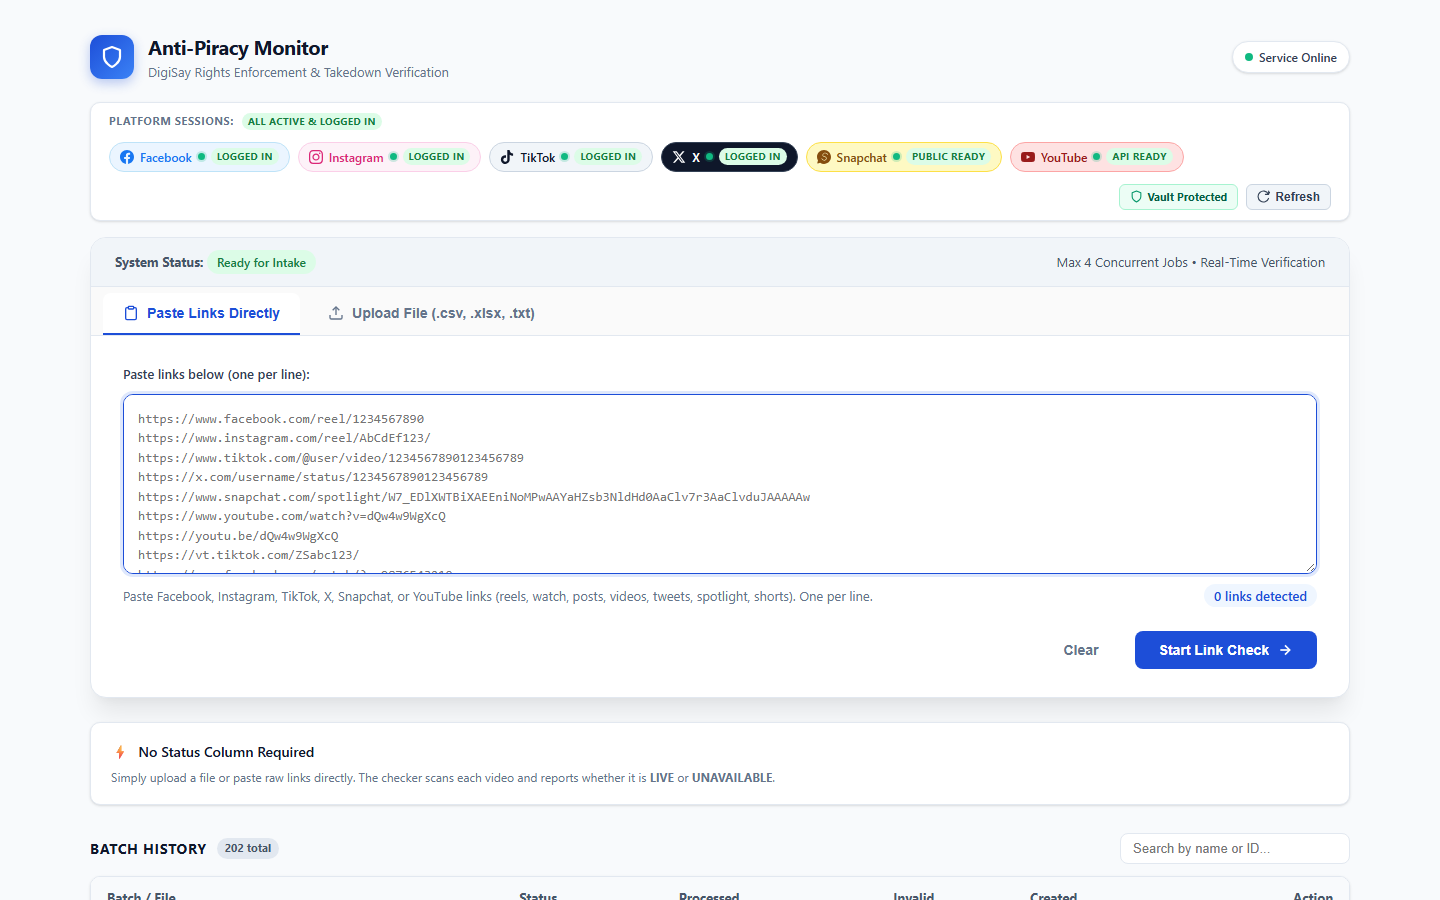 Anti-Piracy Monitor
DigiSay Rights Enforcement & Takedown Verification
Service Online
PLATFORM SESSIONS: ALL ACTIVE & LOGGED IN
Facebook LOGGED IN
Instagram LOGGED IN
TikTok LOGGED IN
X LOGGED IN
Snapchat PUBLIC READY
YouTube API READY
Vault Protected
Refresh
System Status: Ready for Intake
Max 4 Concurrent Jobs • Real-Time Verification
Paste Links Directly
Upload File (.csv, .xlsx, .txt)
Paste links below (one per line):
https://www.facebook.com/reel/1234567890
https://www.instagram.com/reel/AbCdEf123/
https://www.tiktok.com/@user/video/1234567890123456789
https://x.com/username/status/1234567890123456789
https://www.snapchat.com/spotlight/W7_EDlXWTBiXAEEniNoMPwAAYaHZsb3NldHd0AaClv7r3AaClvduJAAAAAw
https://www.youtube.com/watch?v=dQw4w9WgXcQ
https://youtu.be/dQw4w9WgXcQ
https://vt.tiktok.com/ZSabc123/
Paste Facebook, Instagram, TikTok, X, Snapchat, or YouTube links (reels, watch, posts, videos, tweets, spotlight, shorts). One per line.
0 links detected
Clear
Start Link Check
No Status Column Required
Simply upload a file or paste raw links directly. The checker scans each video and reports whether it is LIVE or UNAVAILABLE.
BATCH HISTORY 202 total
Search by name or ID...
Batch / File Status Processed Invalid Created Action